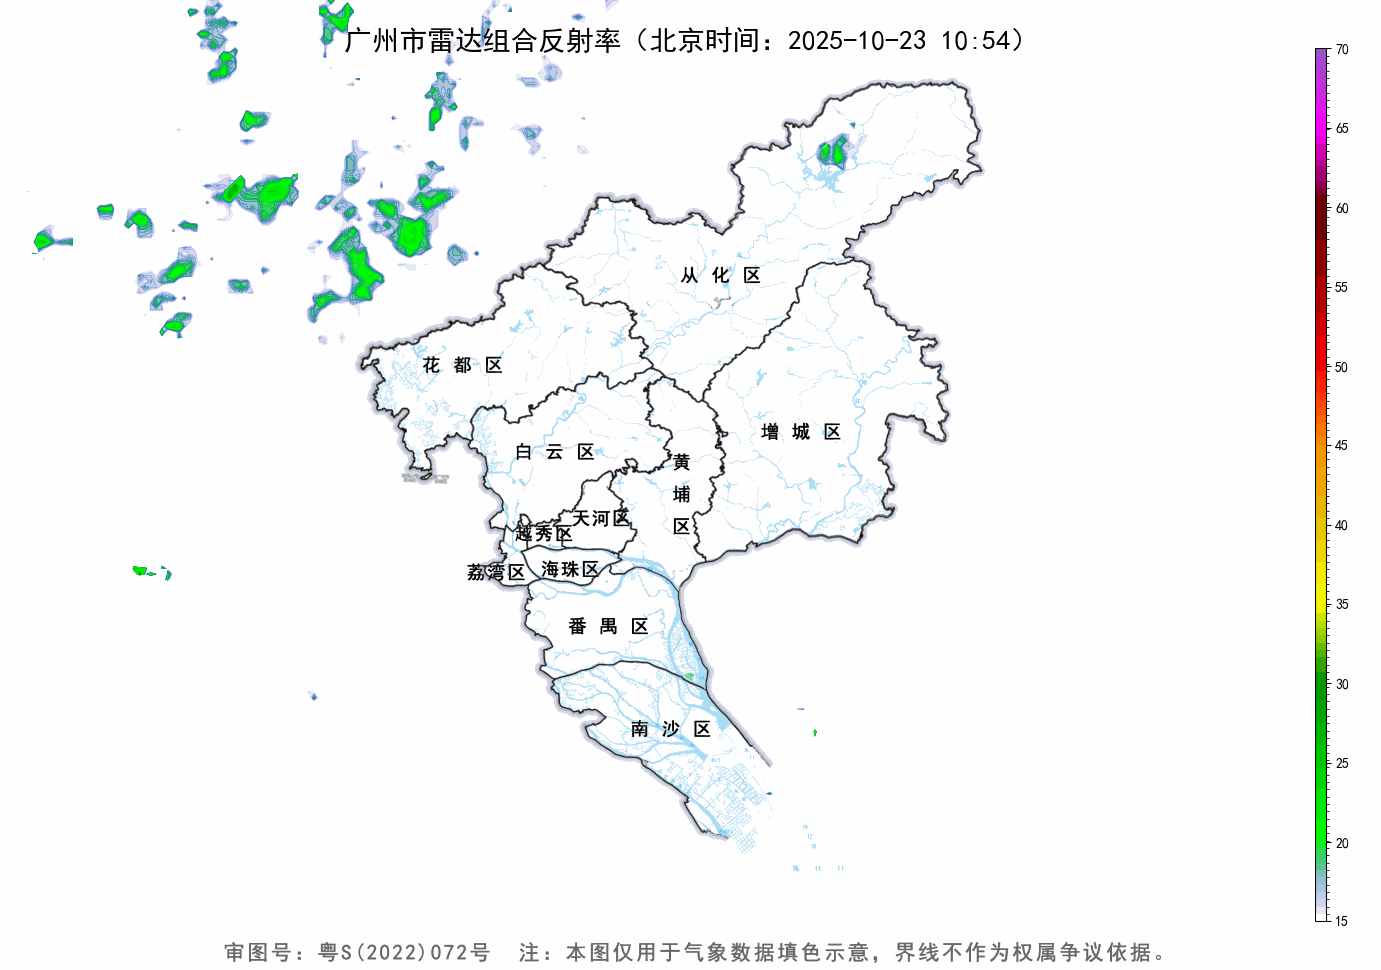 广州市雷达组合反射率（北京时间：2025-10-23 10:54）
70
65
60
55
50
45
40
35
30
25
20
15
从化区
花都区
增城区
白云区
黄埔区
天河区
越秀区
荔湾区
海珠区
番禺区
南沙区
审图号：粤S(2022)072号 注：本图仅用于气象数据填色示意，界线不作为权属争议依据。